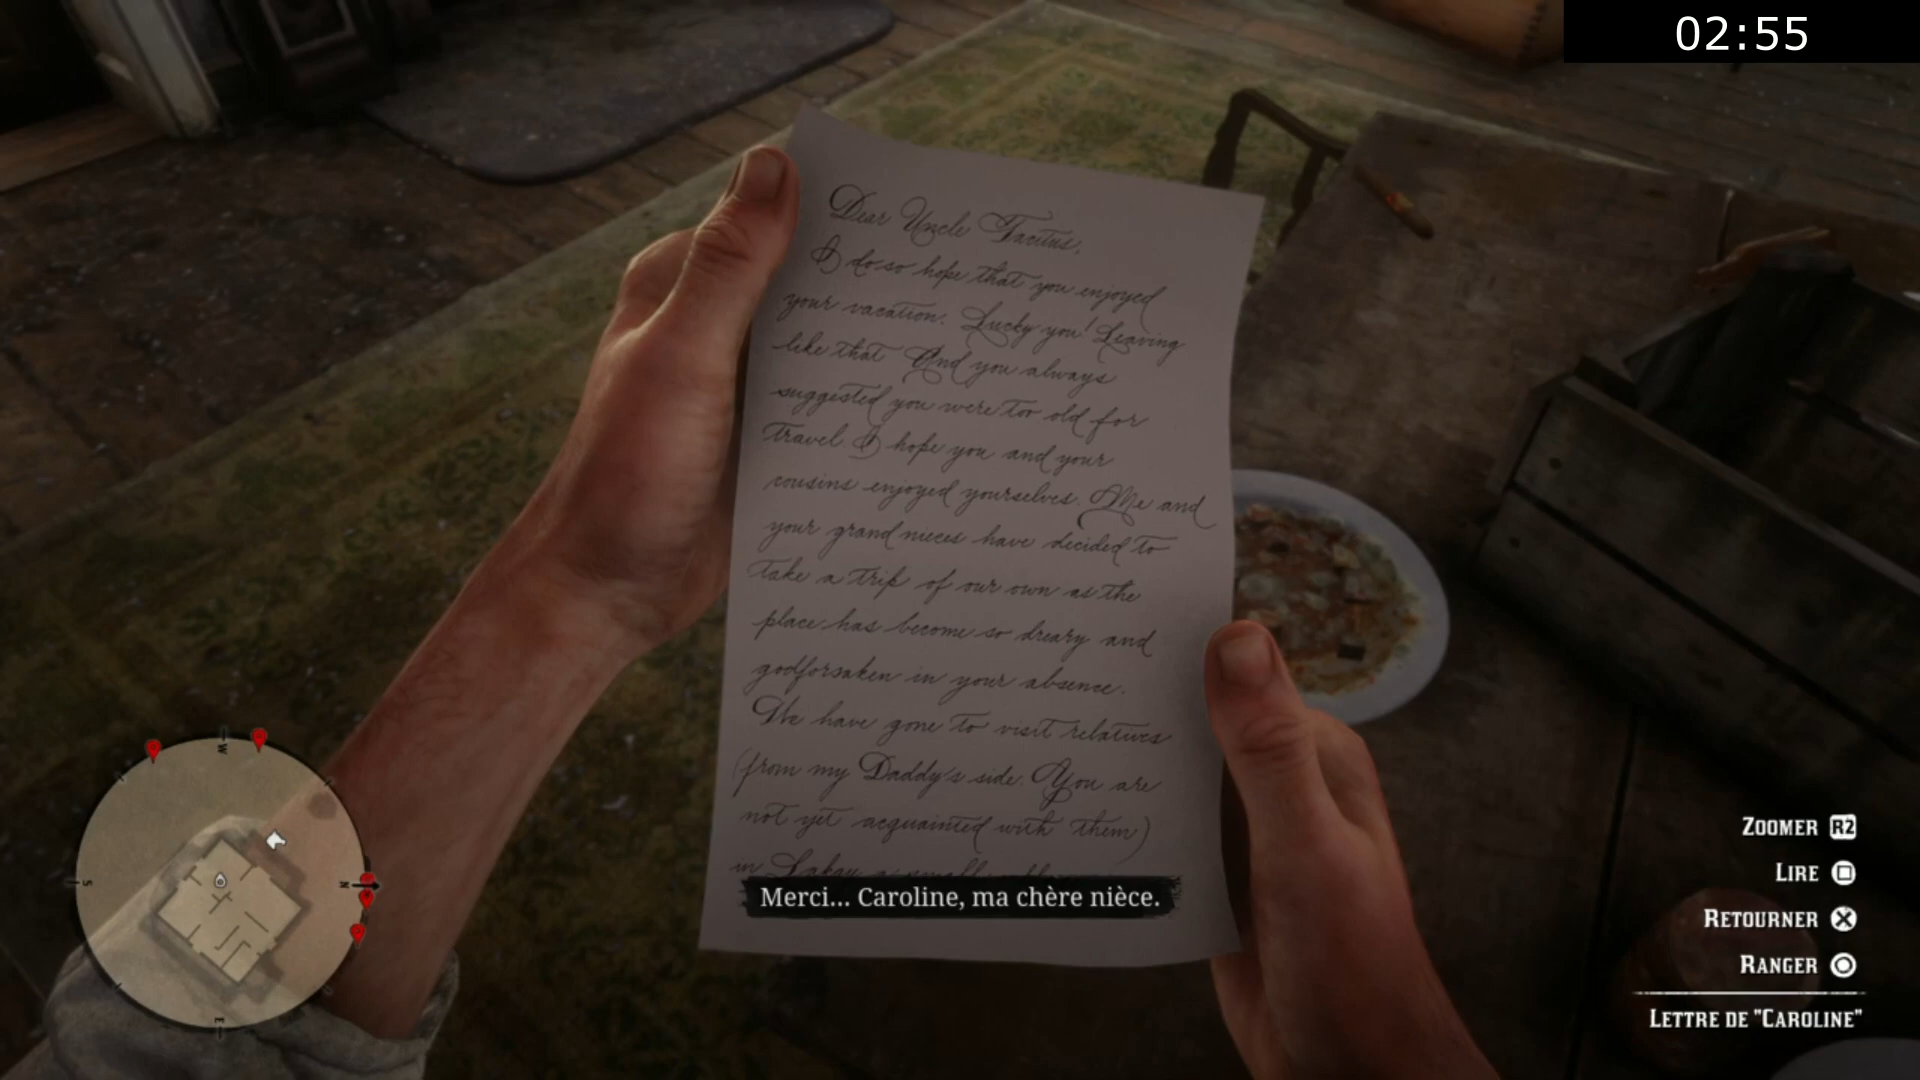 02:55
Dear Uncle Tacitus,
I do so hope that you enjoyed
your vacation. Lucky you! Leaving
like that And you always
suggested you were too old for
travel. I hope you and your
cousins enjoyed yourselves. Me and
your grand nieces have decided to
take a trip of our own as the
place has become so dreary and
godforsaken in your absence.
We have gone to visit relatives
(from my Daddy's side. You are
not yet acquainted with them)
in Lakay a small
Merci... Caroline, ma chère nièce.
W
S
N
E
ZOOMER R2
LIRE
RETOURNER
RANGER
LETTRE DE "CAROLINE"